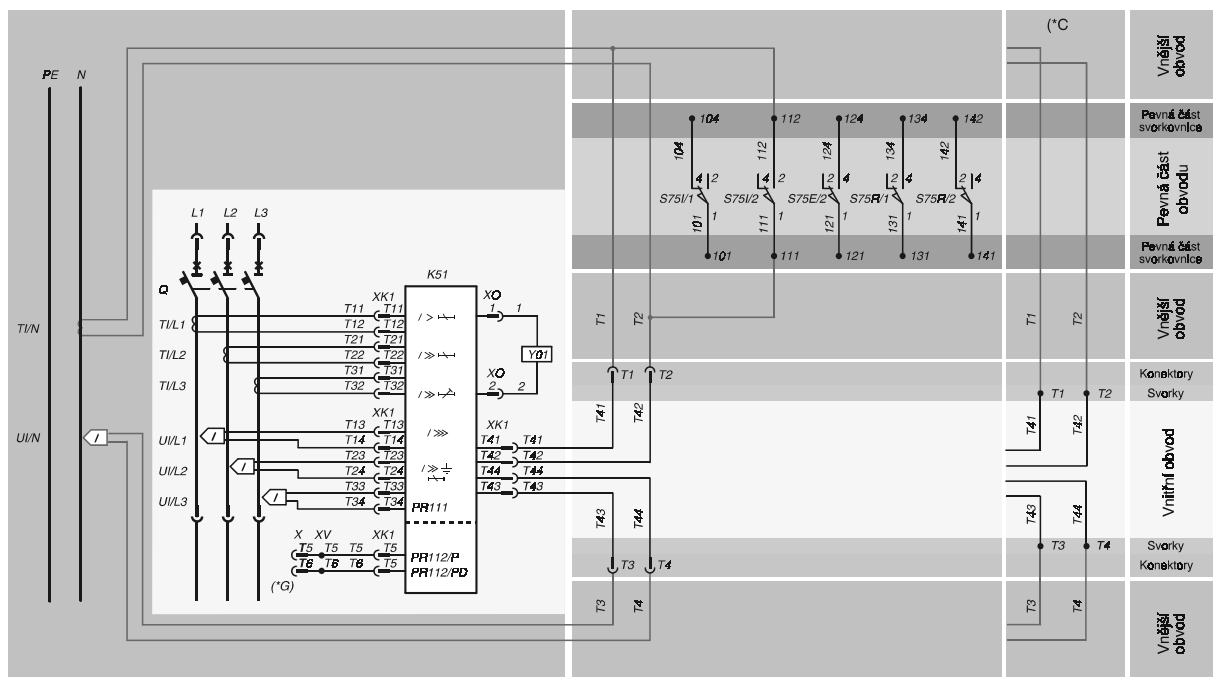 (*C
Vnější obvod
PE N
104 112 124 134 142
Pevná část svorkovnice
104 112 124 134 142
Pevná část obvodu
4 2 4 2 2 4 2 4 2 4
S75I/1 S75I/2 S75E/2 S75R/1 S75R/2
1 1 1 1 1
101 111 121 131 141
L1 L2 L3
101 111 121 131 141
Pevná část svorkovnice
K51
Q
XK1 XO
T11 T11 1 1
TI/N TI/L1 T12 T12 I >
T1 T2 T1 T2
Vnější obvod
T21 T21
TI/L2 T22 T22 I >> Y01
T31 T31 XO
TI/L3 T32 T32 I >> 2 2
T1 T2 Konektory
T1 T2 Svorky
XK1 XK1
T41 T42 T41 T42
T13 T13 I >>>
UI/N UI/L1 T14 T14 T41 T41
T23 T23 T42 T42
UI/L2 T24 T24 I >> T44 T44
T33 T33 T43 T43
UI/L3 T34 T34 PR111
Vnitřní obvod
T43 T44 T43 T44
X XV XK1
T5 T5 T5 T5 PR112/P
T6 T6 T6 T5 PR112/PD
(*G)
T3 T4 Svorky
T3 T4 Konektory
T3 T4 T3 T4
Vnější obvod